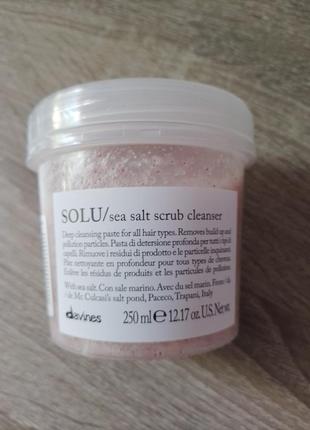 SOLU/sea salt scrub cleanser
Deep cleansing paste for all hair types. Removes build up and
pollution particles. Pasta di detersione profonda per tutti i tipi di
capelli. Rimuove i residui di prodotto e le particelle inquinanti.
Pâte nettoyante en profondeur pour tous types de cheveux.
Enlève les résidus de produits et les particules de pollution.
With sea salt. Con sale marino. Avec du sel marin. From / da
/ de Mr. Culcasi's salt pond, Paceco, Trapani, Italy
davines
250 ml ℮ 12.17 oz. U.S. Net wt.